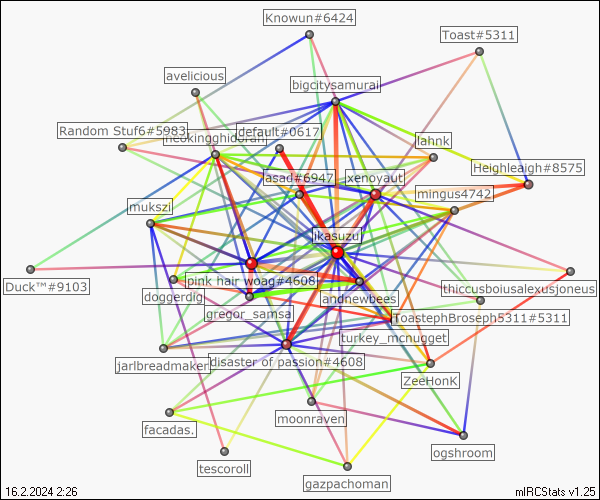 Knowun#6424
Toast#5311
avelicious
bigcitysamurai
Random Stuf6#5983
neokingghidorah
default#0617
lahnk
Heighleaigh#8575
asad#6947
xenoyaut
mingus4742
mukszi
ikasuzu
Duck™#9103
pink hair woag#4608
doggerdig
andnewbees
thiccusboiusalexusjoneus
gregor_samsa
ToastephBroseph5311#5311
turkey_mcnugget
jarlbreadmaker
disaster of passion#4608
ZeeHonK
moonraven
facadas.
ogshroom
tescoroll
gazpachoman
16.2.2024 2:26
mIRCStats v1.25